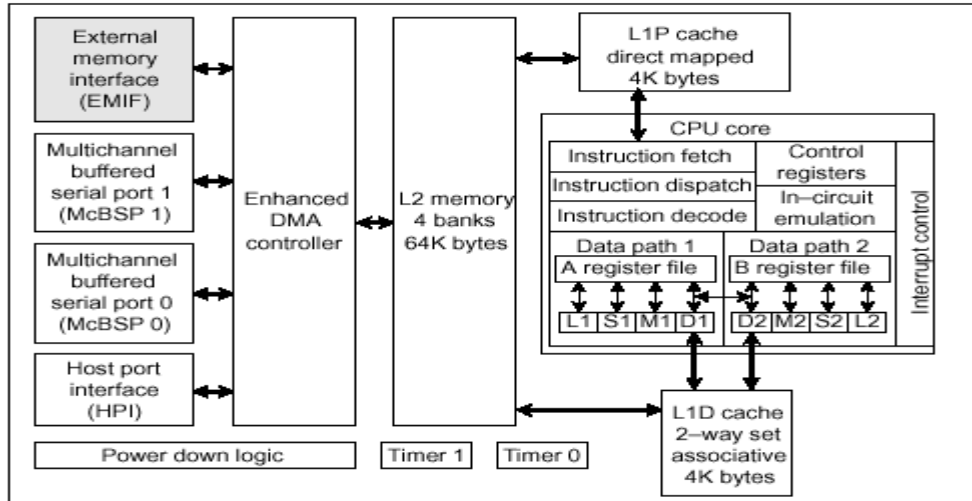 External
memory
interface
(EMIF)
Multichannel
buffered
serial port 1
(McBSP 1)
Multichannel
buffered
serial port 0
(McBSP 0)
Host port
interface
(HPI)
Power down logic
Enhanced
DMA
controller
L2 memory
4 banks
64K bytes
Timer 1
Timer 0
L1P cache
direct mapped
4K bytes
CPU core
Instruction fetch
Instruction dispatch
Instruction decode
Control
registers
In–circuit
emulation
Interrupt control
Data path 1
A register file
L1 S1 M1 D1
Data path 2
B register file
D2 M2 S2 L2
L1D cache
2–way set
associative
4K bytes